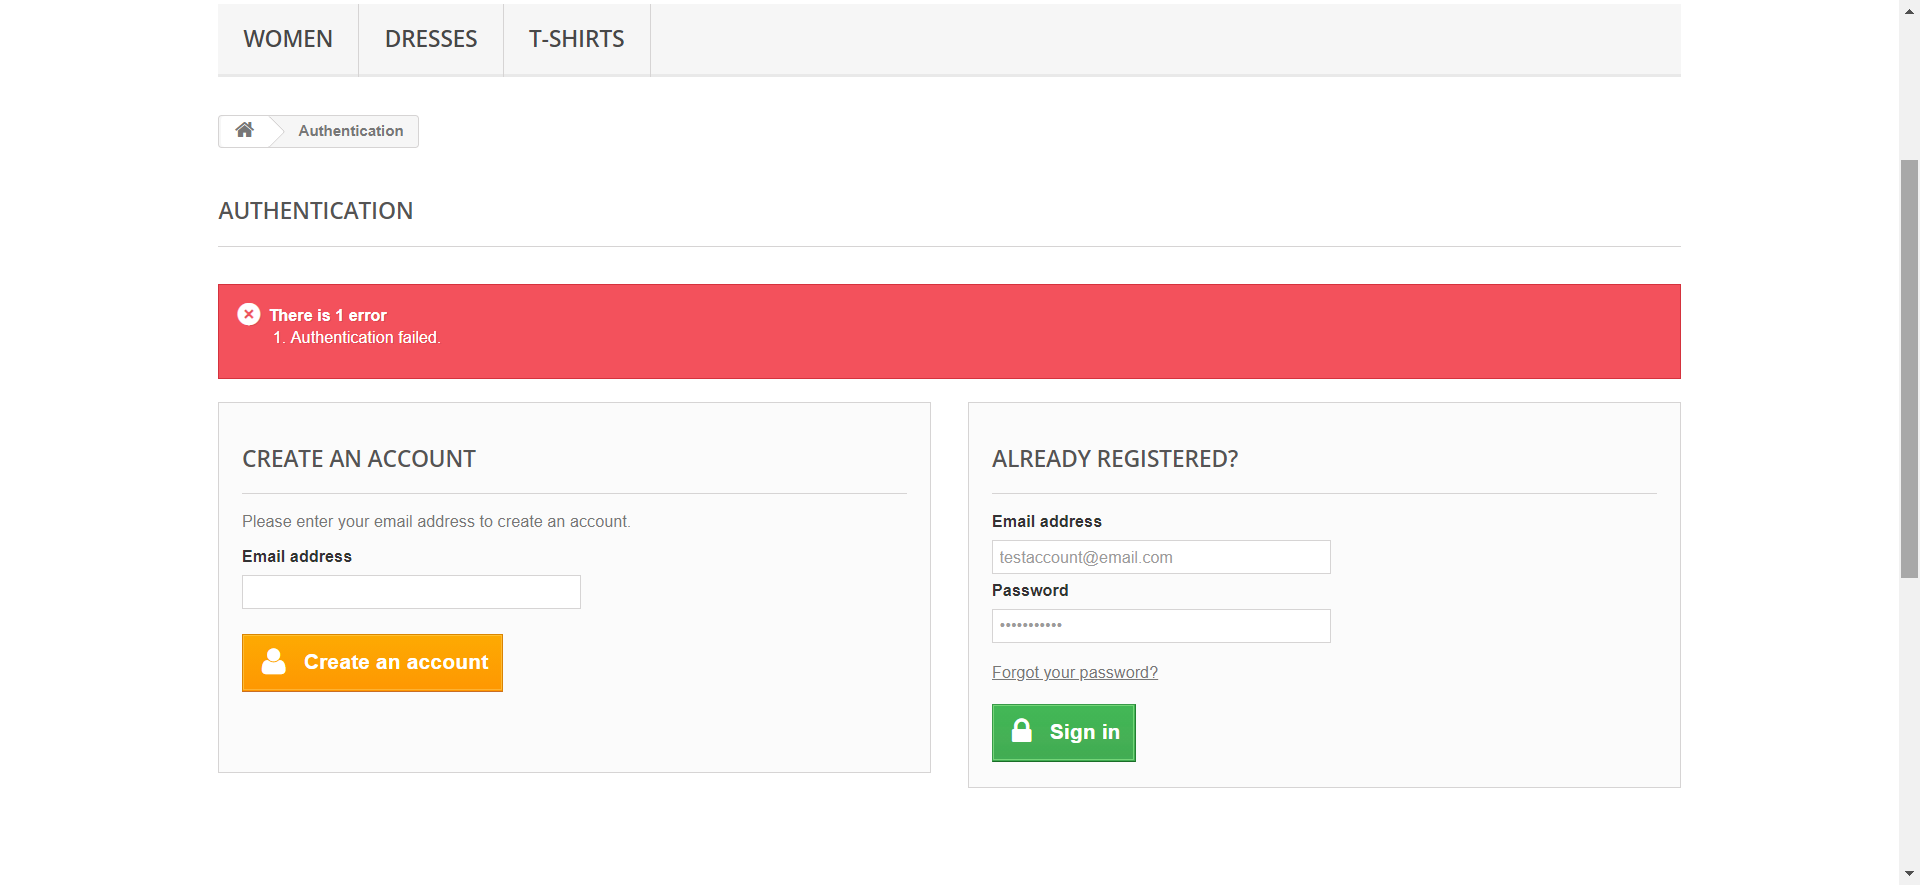 WOMEN DRESSES T-SHIRTS
Authentication
AUTHENTICATION
There is 1 error
1. Authentication failed.
CREATE AN ACCOUNT
Please enter your email address to create an account.
Email address
Create an account
ALREADY REGISTERED?
Email address
testaccount@email.com
Password
•••••••••••
Forgot your password?
Sign in